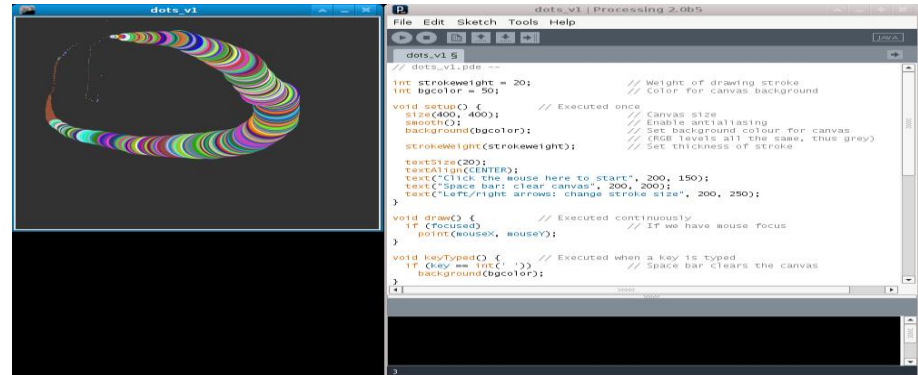 dots_v1
dots_v1 | Processing 2.0b5
File Edit Sketch Tools Help
JAVA
dots_v1 §
// dots_v1.pde --
int strokeweight = 20; // Weight of drawing stroke
int bgcolor = 50; // Color for canvas background
void setup() { // Executed once
size(400, 400); // Canvas size
smooth(); // Enable antialiasing
background(bgcolor); // Set background colour for canvas
// (RGB levels all the same, thus grey)
strokeWeight(strokeweight); // Set thickness of stroke
textSize(20);
textAlign(CENTER);
text("Click the mouse here to start", 200, 150);
text("Space bar: clear canvas", 200, 200);
text("Left/right arrows: change stroke size", 200, 250);
}
void draw() { // Executed continuously
if (focused) // If we have mouse focus
point(mouseX, mouseY);
}
void keyTyped() { // Executed when a key is typed
if (key == int(' ')) // Space bar clears the canvas
background(bgcolor);
}
3